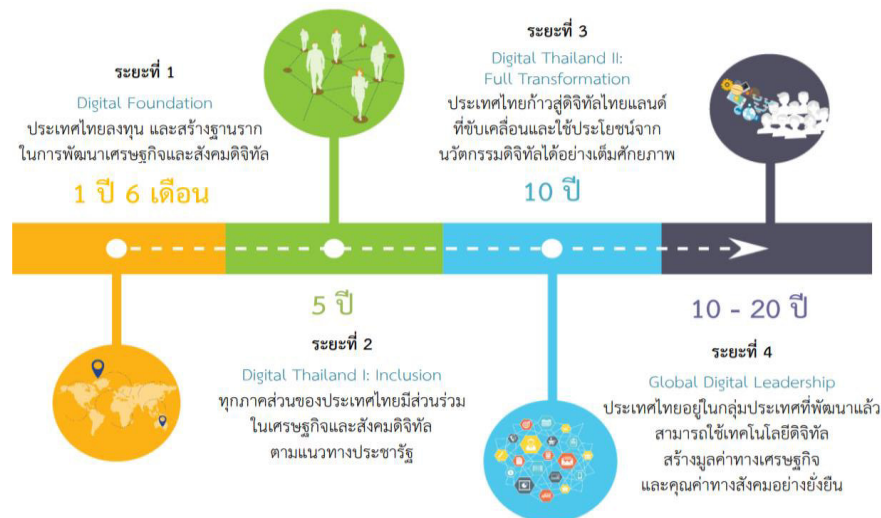 ระยะที่ 1
Digital Foundation
ประเทศไทยลงทุน และสร้างฐานราก
ในการพัฒนาเศรษฐกิจและสังคมดิจิทัล
1 ปี 6 เดือน
5 ปี
ระยะที่ 2
Digital Thailand I: Inclusion
ทุกภาคส่วนของประเทศไทยมีส่วนร่วม
ในเศรษฐกิจและสังคมดิจิทัล
ตามแนวทางประชารัฐ
ระยะที่ 3
Digital Thailand II:
Full Transformation
ประเทศไทยก้าวสู่ดิจิทัลไทยแลนด์
ที่ขับเคลื่อนและใช้ประโยชน์จาก
นวัตกรรมดิจิทัลได้อย่างเต็มศักยภาพ
10 ปี
10 - 20 ปี
ระยะที่ 4
Global Digital Leadership
ประเทศไทยอยู่ในกลุ่มประเทศที่พัฒนาแล้ว
สามารถใช้เทคโนโลยีดิจิทัล
สร้างมูลค่าทางเศรษฐกิจ
และคุณค่าทางสังคมอย่างยั่งยืน